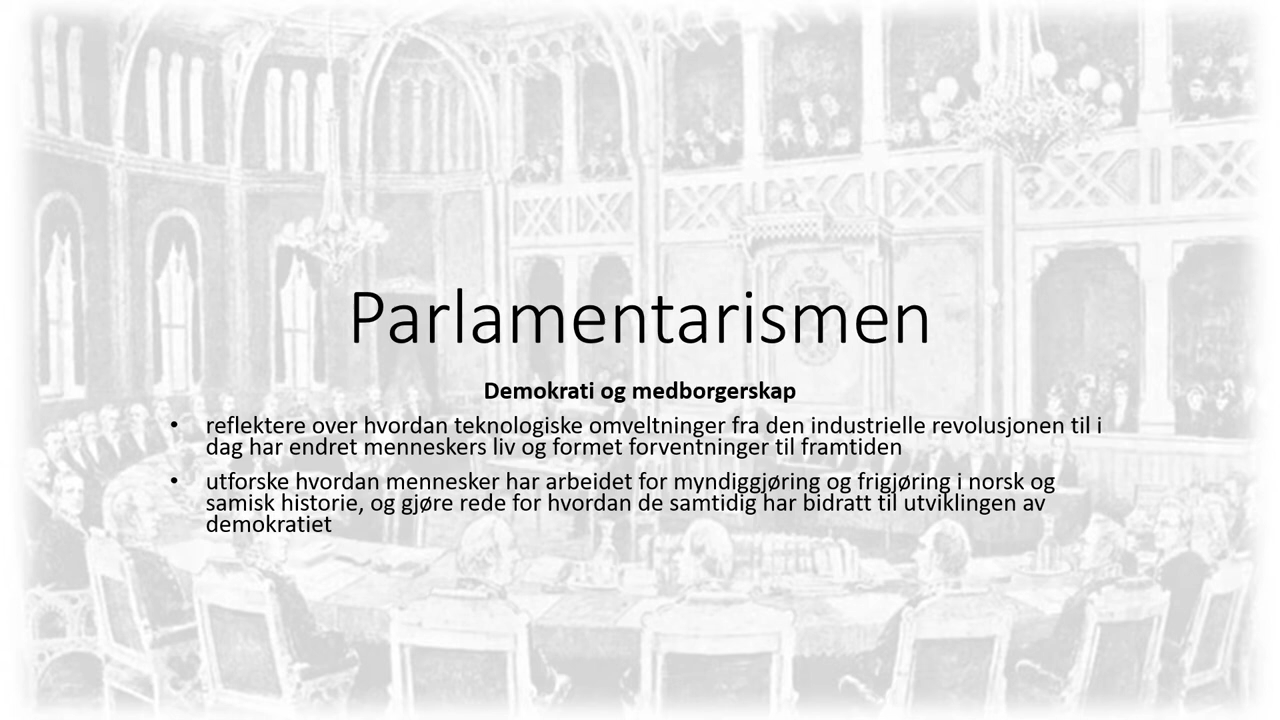 Parlamentarismen
Demokrati og medborgerskap
• reflektere over hvordan teknologiske omveltninger fra den industrielle revolusjonen til i
dag har endret menneskers liv og formet forventninger til framtiden
• utforske hvordan mennesker har arbeidet for myndiggjøring og frigjøring i norsk og
samisk historie, og gjøre rede for hvordan de samtidig har bidratt til utviklingen av
demokratiet